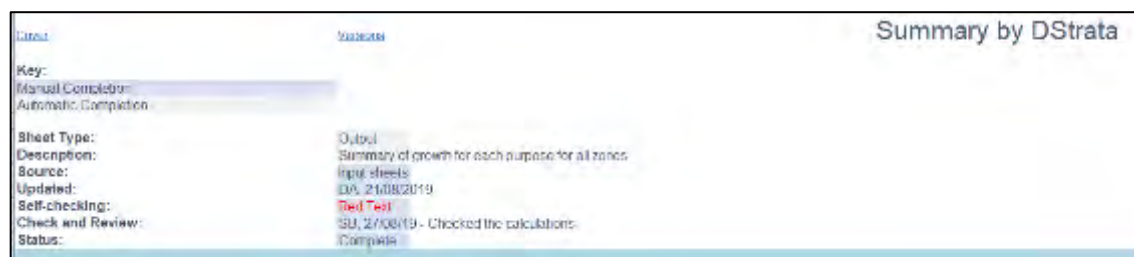 Cover Versions Summary by DStrata
Key:
Manual Completion
Automatic Completion
Sheet Type: Output
Description: Summary of growth for each purpose for all zones
Source: Input sheets
Updated: DA, 21/08/2019
Self-checking: Red Text
Check and Review: SB, 27/08/19 - Checked the calculations
Status: Complete